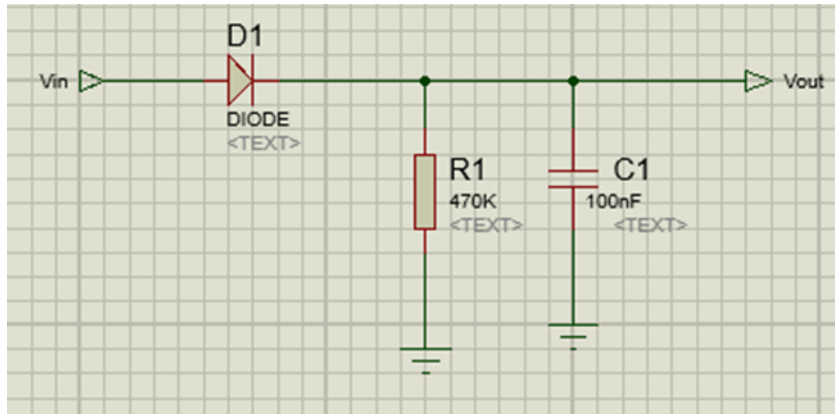 D1
Vin
Vout
DIODE
<TEXT>
R1
470K
<TEXT>
C1
100nF
<TEXT>